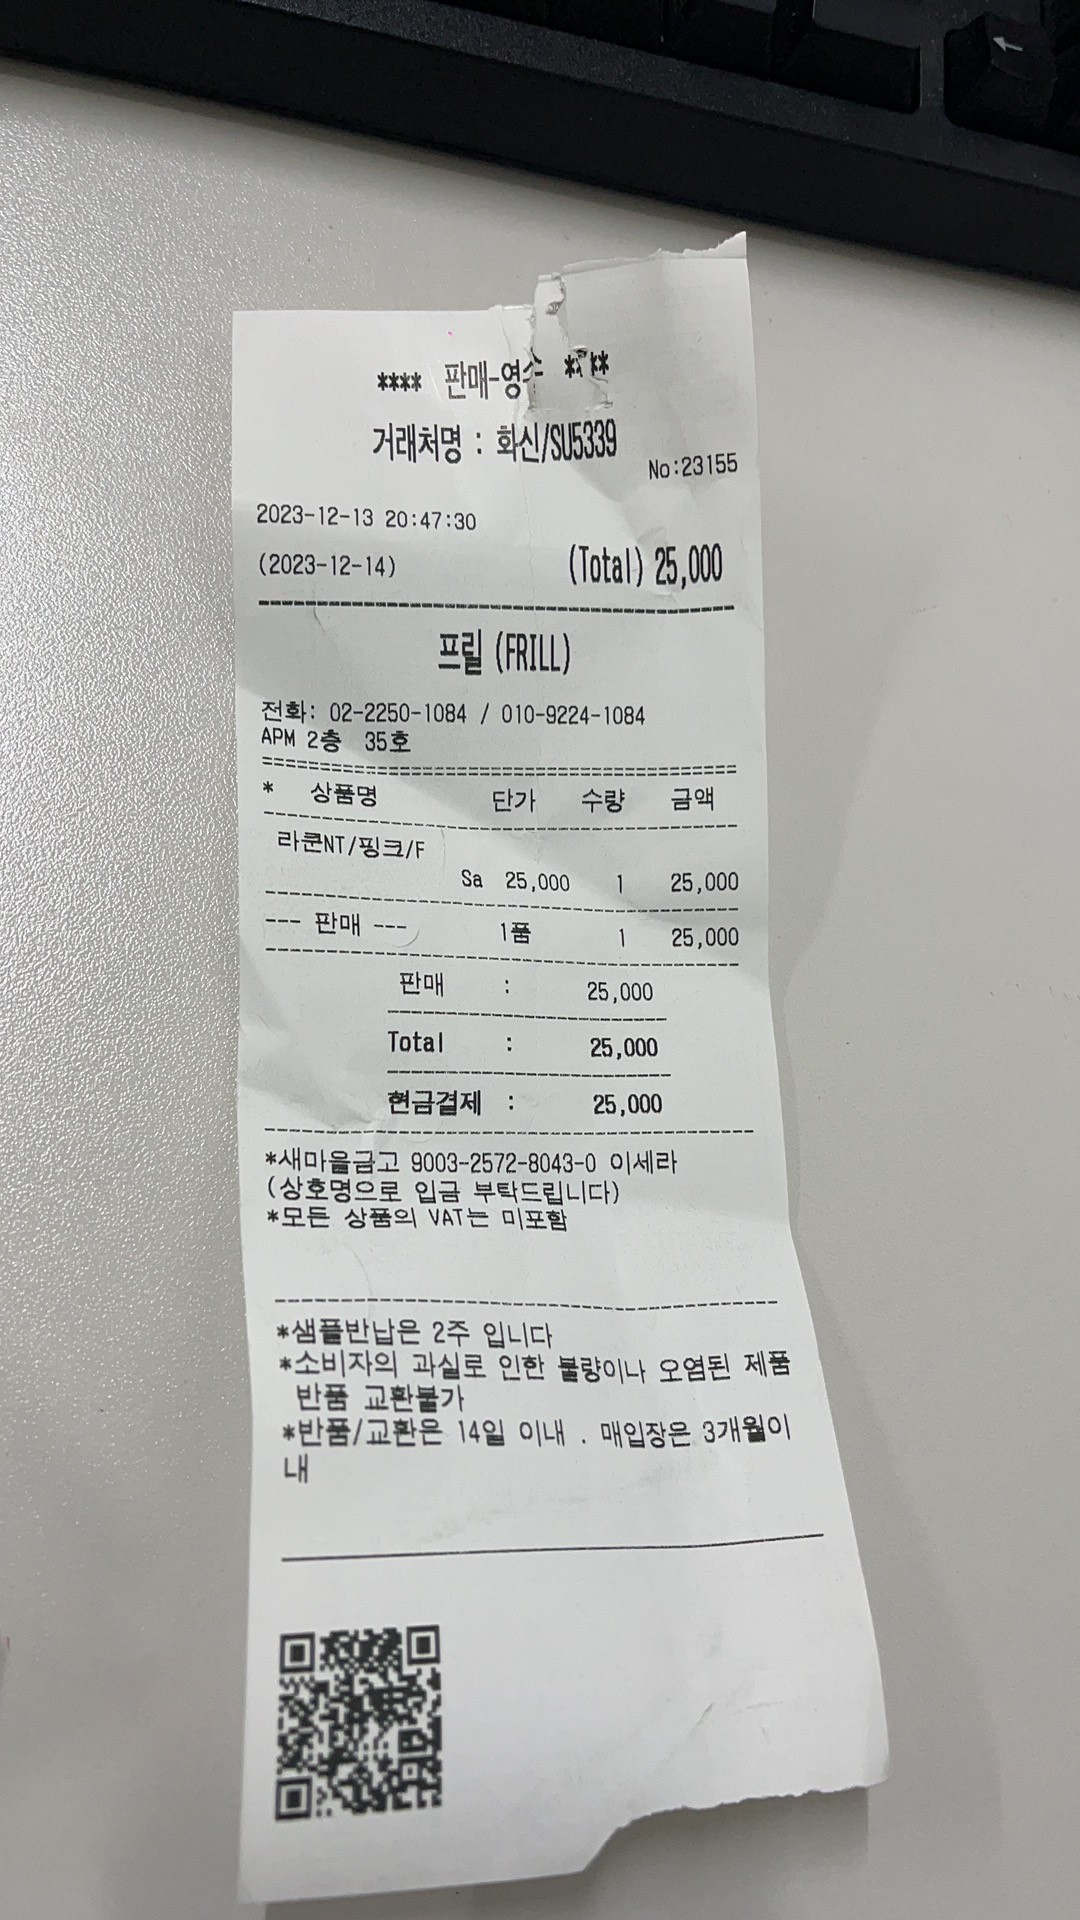 **** 판매-영수 ****
거래처명 : 화신/SU5339
No:23155
2023-12-13 20:47:30
(2023-12-14) (Total) 25,000
프릴 (FRILL)
전화: 02-2250-1084 / 010-9224-1084
APM 2층 35호
* 상품명 단가 수량 금액
라쿤NT/핑크/F
Sa 25,000 1 25,000
--- 판매 --- 1품 1 25,000
판매 : 25,000
Total : 25,000
현금결제 : 25,000
*새마을금고 9003-2572-8043-0 이세라
(상호명으로 입금 부탁드립니다)
*모든 상품의 VAT는 미포함
*샘플반납은 2주 입니다
*소비자의 과실로 인한 불량이나 오염된 제품
반품 교환불가
*반품/교환은 14일 이내 . 매입장은 3개월이
내